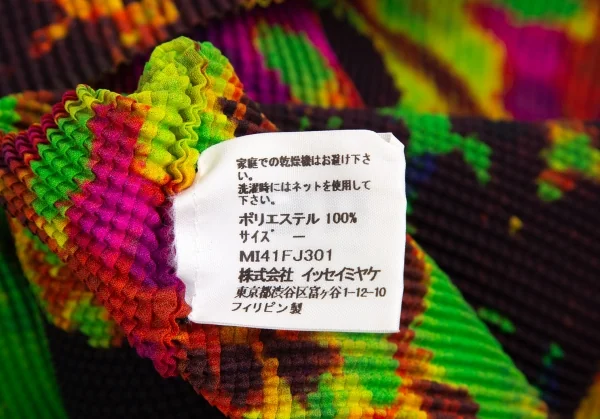 家庭での乾燥機はお避け下さ
い。
洗濯時にはネットを使用して
下さい。
ポリエステル 100%
サイズ ー
MI41FJ301
株式会社 イッセイミヤケ
東京都渋谷区富ヶ谷1-12-10
フィリピン製